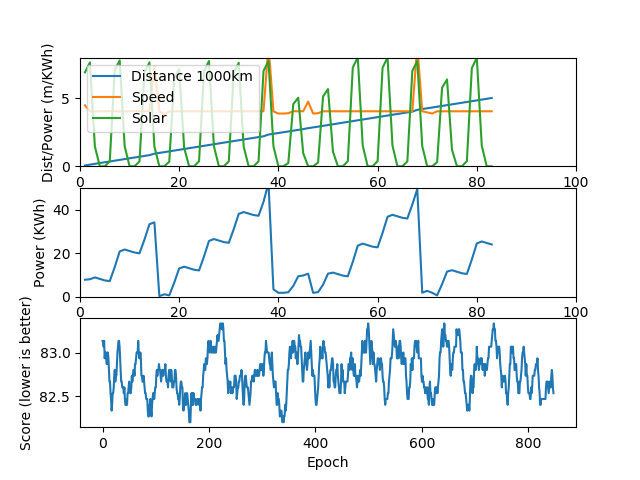 Dist/Power (m/KWh)
5
0
Distance 1000km
Speed
Solar
0 20 40 60 80 100
Power (KWh)
40
20
0
0 20 40 60 80 100
Score (lower is better)
83.0
82.5
0 200 400 600 800
Epoch